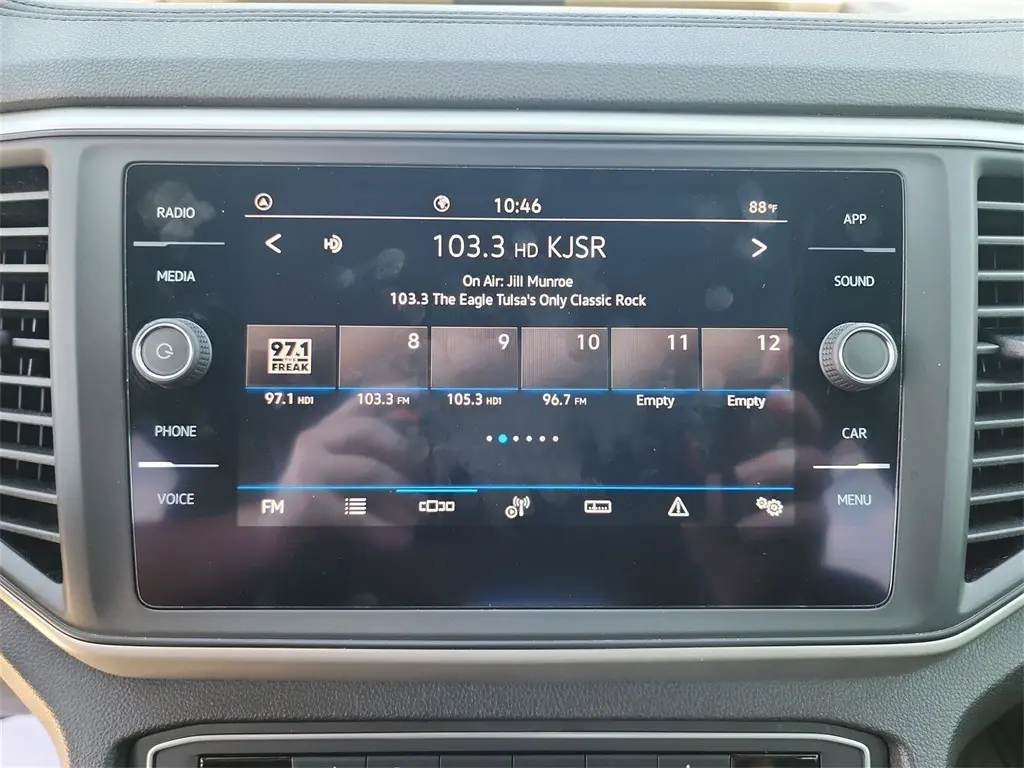 RADIO
MEDIA
PHONE
VOICE
10:46
88°F
103.3 HD KJSR
On Air: Jill Munroe
103.3 The Eagle Tulsa's Only Classic Rock
97.1
THE
FREAK
8
9
10
11
12
97.1 HD1
103.3 FM
105.3 HD1
96.7 FM
Empty
Empty
FM
APP
SOUND
CAR
MENU